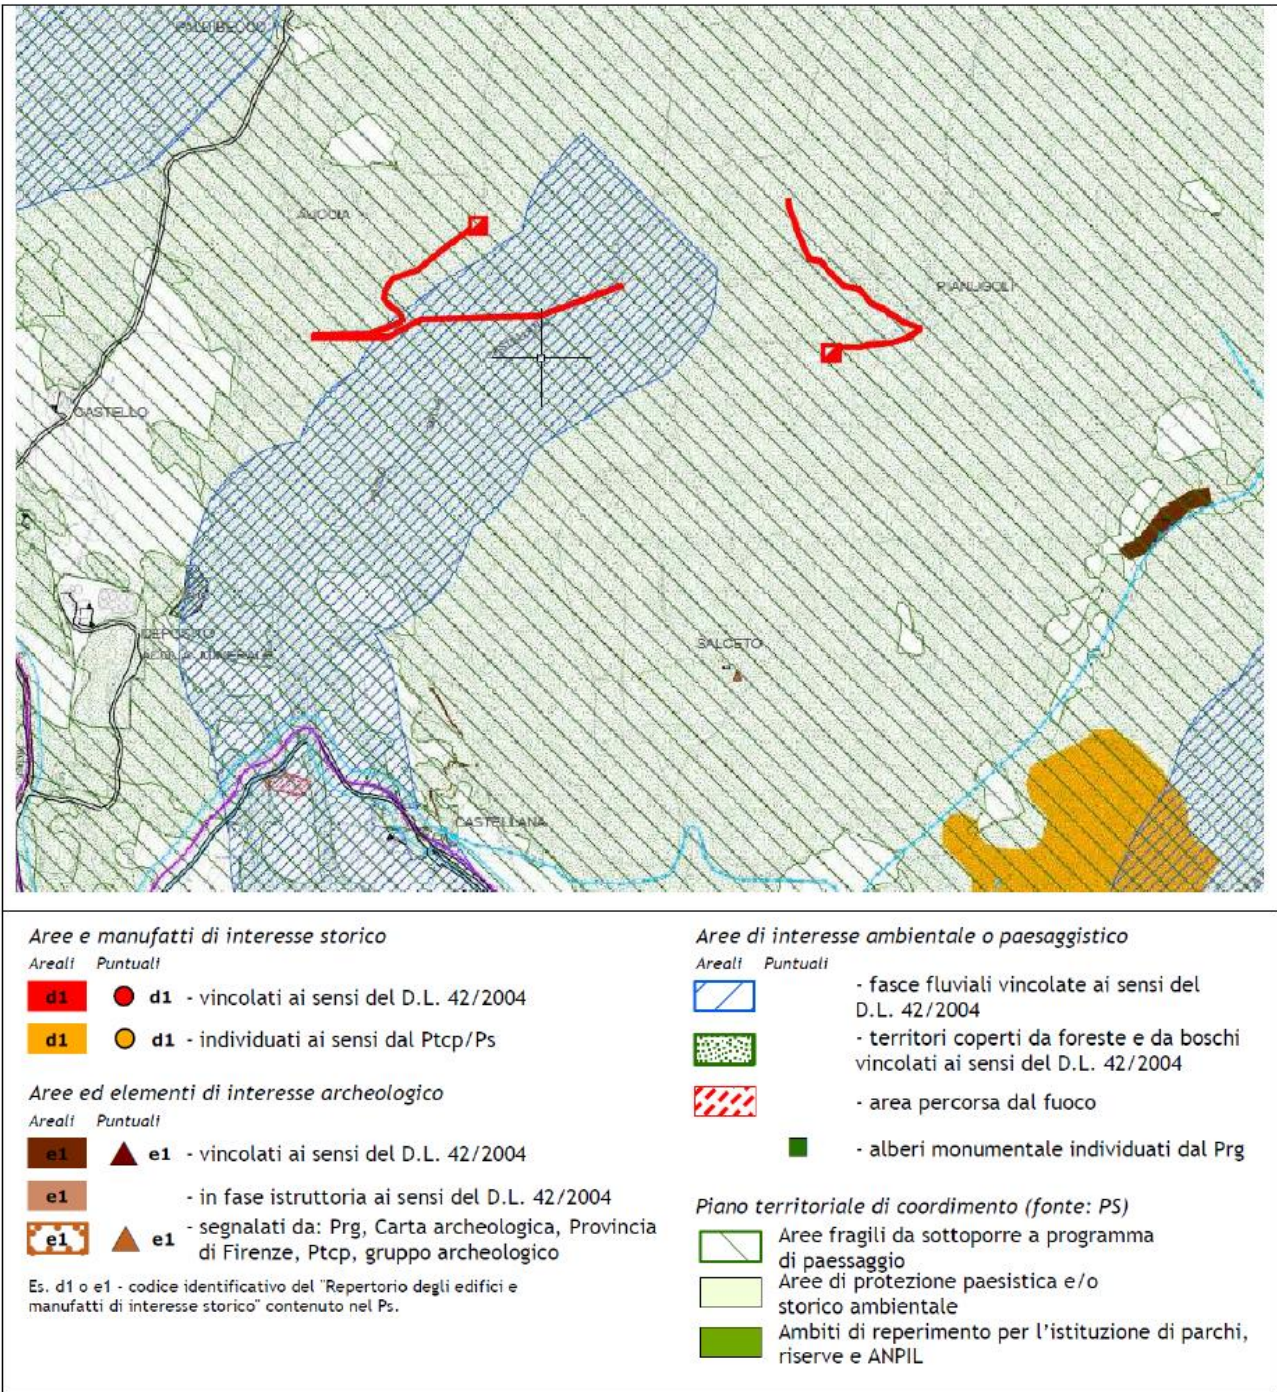 PALDIBECCO
AUCCIA
PIANUGOLI
CASTELLO
DEPOSITO
ACQUA MINERALE
SALCETO
CASTELLANA
Aree e manufatti di interesse storico
Areali Puntuali
d1 d1 - vincolati ai sensi del D.L. 42/2004
d1 d1 - individuati ai sensi dal Ptcp/Ps
Aree ed elementi di interesse archeologico
Areali Puntuali
e1 e1 - vincolati ai sensi del D.L. 42/2004
e1 - in fase istruttoria ai sensi del D.L. 42/2004
e1 e1 - segnalati da: Prg, Carta archeologica, Provincia
di Firenze, Ptcp, gruppo archeologico
Es. d1 o e1 - codice identificativo del "Repertorio degli edifici e
manufatti di interesse storico" contenuto nel Ps.
Aree di interesse ambientale o paesaggistico
Areali Puntuali
- fasce fluviali vincolate ai sensi del
D.L. 42/2004
- territori coperti da foreste e da boschi
vincolati ai sensi del D.L. 42/2004
- area percorsa dal fuoco
- alberi monumentale individuati dal Prg
Piano territoriale di coordimento (fonte: PS)
Aree fragili da sottoporre a programma
di paessaggio
Aree di protezione paesistica e/o
storico ambientale
Ambiti di reperimento per l'istituzione di parchi,
riserve e ANPIL